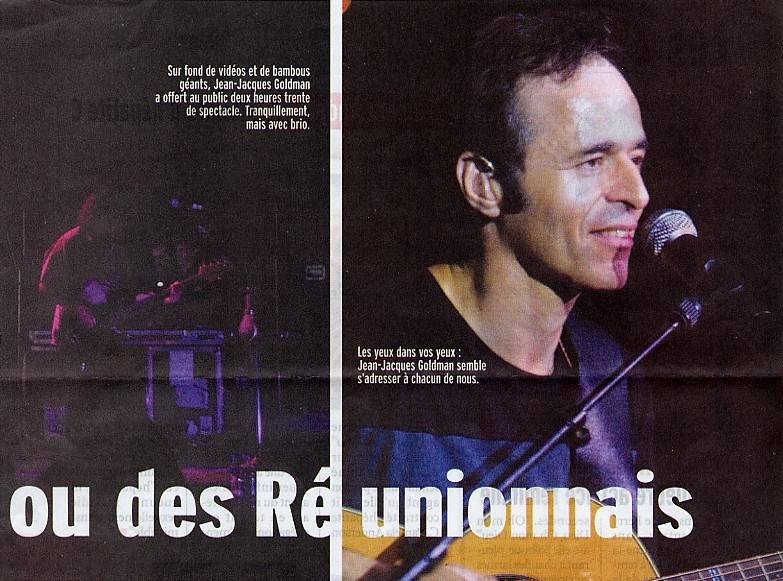 Sur fond de vidéos et de bambous
géants, Jean-Jacques Goldman
a offert au public deux heures trente
de spectacle. Tranquillement,
mais avec brio.
Les yeux dans vos yeux :
Jean-Jacques Goldman semble
s'adresser à chacun de nous.
ou des Réunionnais